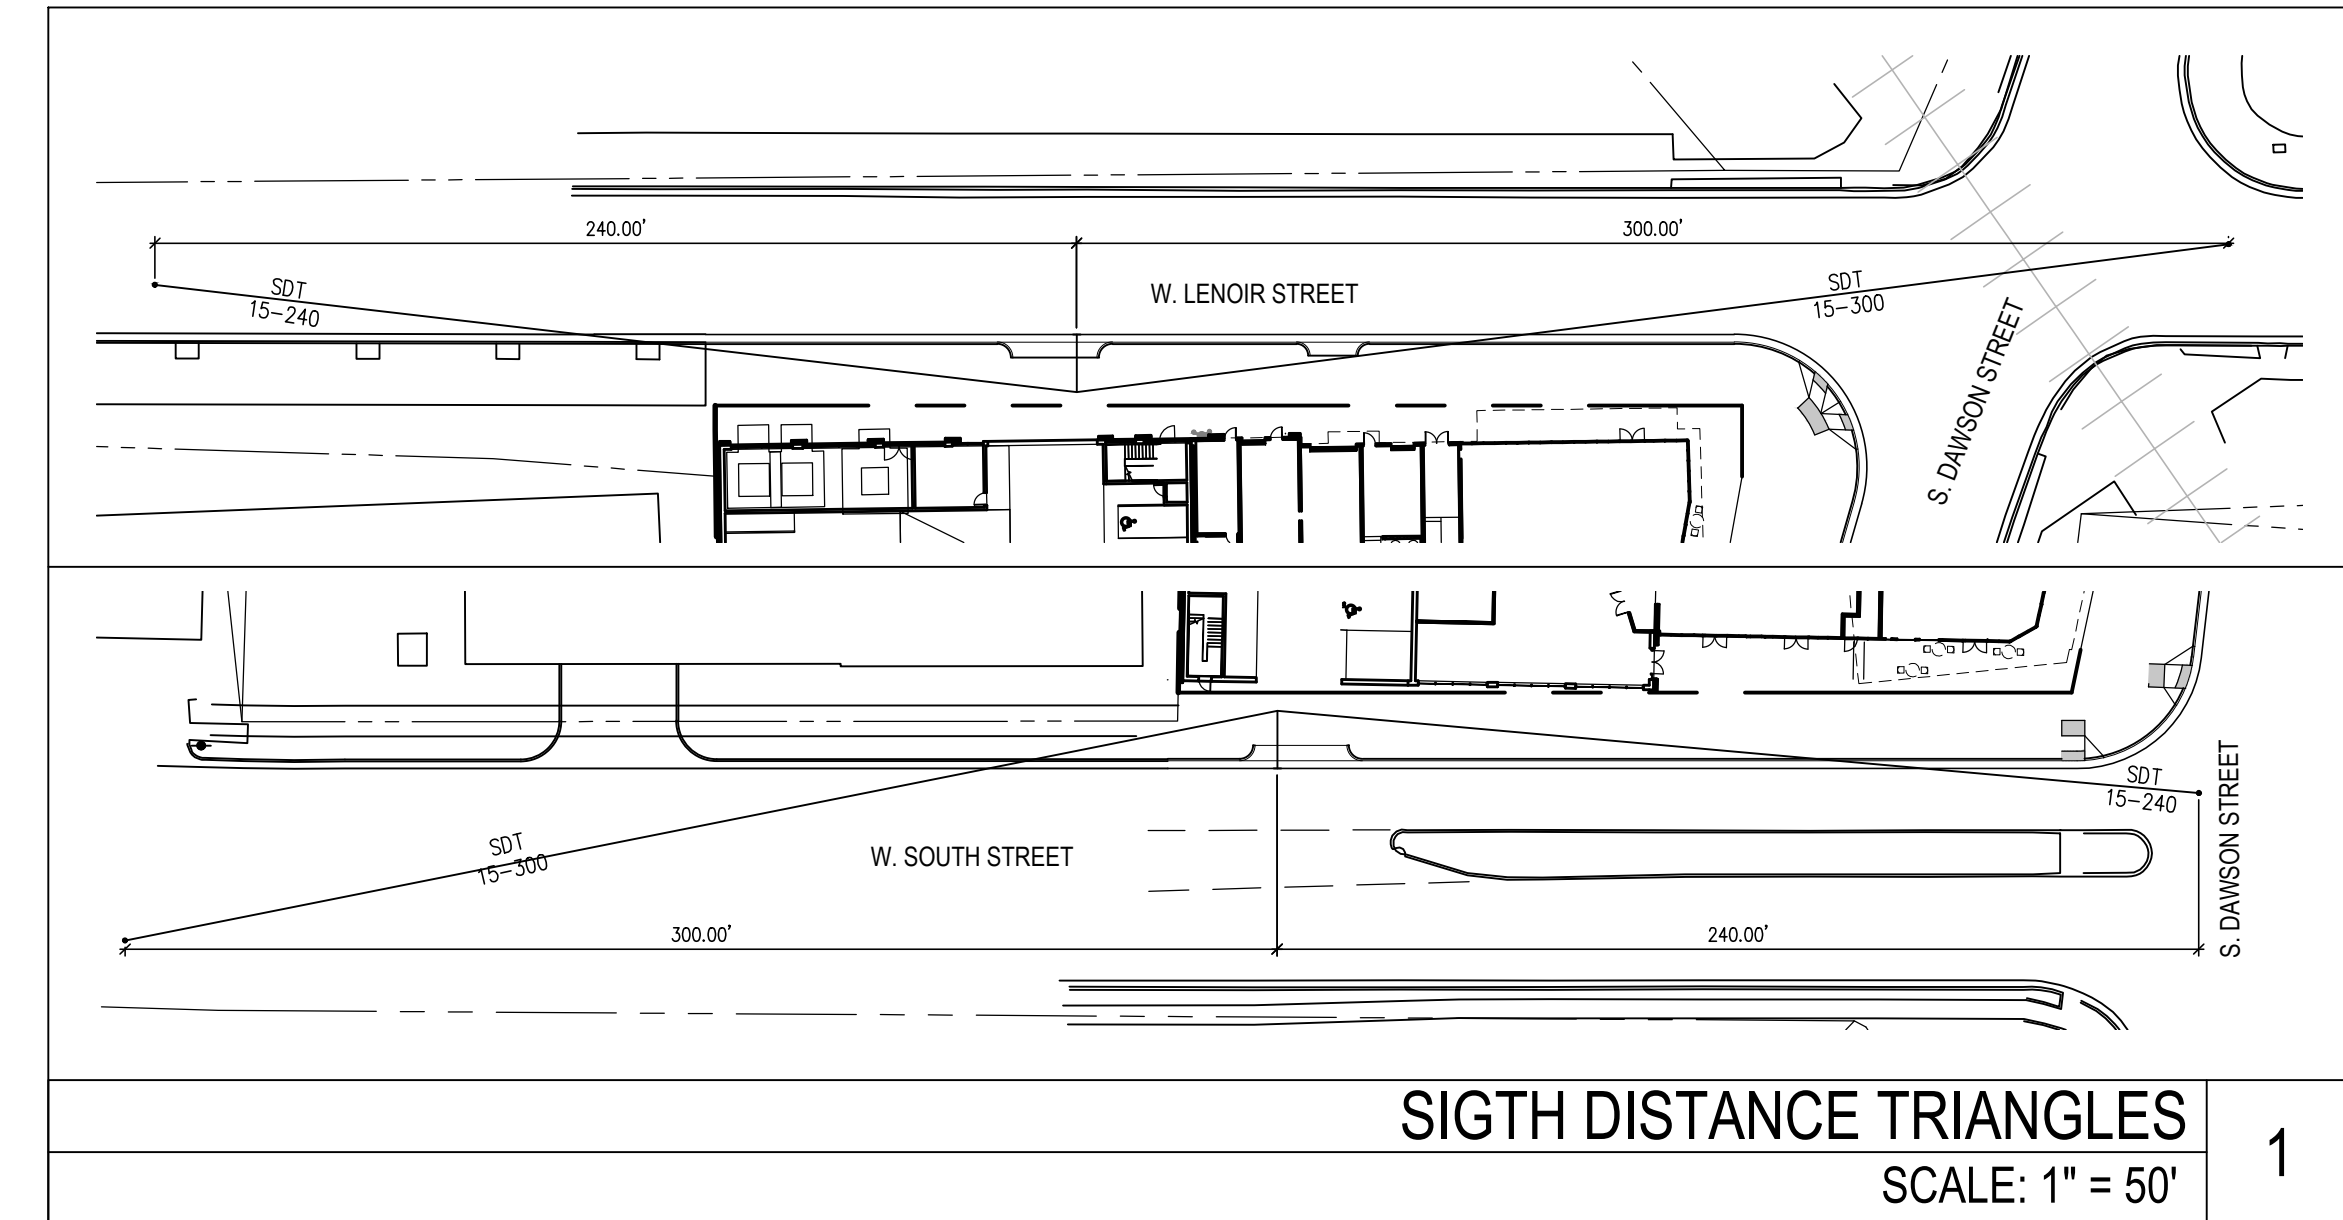 240.00'
300.00'
SDT
15-240
W. LENOIR STREET
SDT
15-300
S. DAWSON STREET
SDT
15-240
SDT
15-300
W. SOUTH STREET
S. DAWSON STREET
300.00'
240.00'
SIGTH DISTANCE TRIANGLES
1
SCALE: 1" = 50'